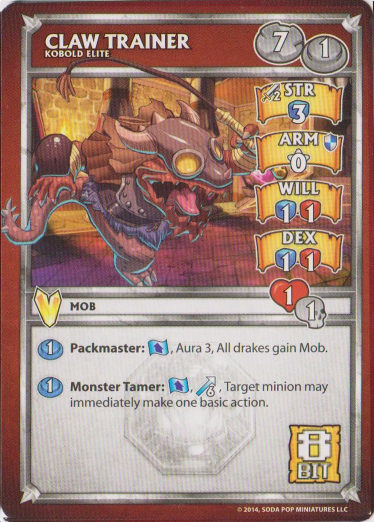 CLAW TRAINER
KOBOLD ELITE
7 1
STR
3
ARM
0
WILL
1 1
DEX
1 1
1
1
MOB
1 Packmaster: , Aura 3, All drakes gain Mob.
1 Monster Tamer: , 6, Target minion may
immediately make one basic action.
8
BIT
© 2014, SODA POP MINIATURES LLC